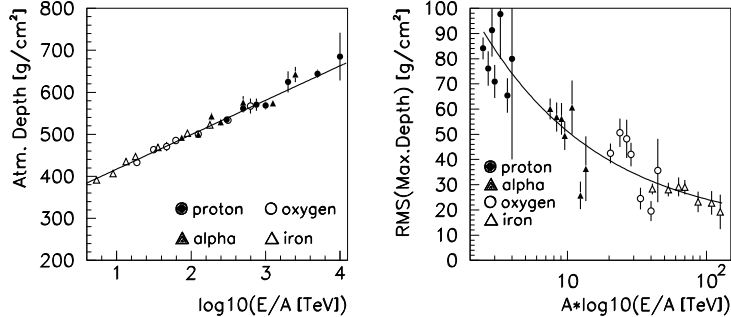 Atm. Depth [g/cm²]
800
700
600
500
400
300
200
proton
oxygen
alpha
iron
1
2
3
4
log10(E/A [TeV])
RMS(Max.Depth) [g/cm²]
100
90
80
70
60
50
40
30
20
10
0
proton
alpha
oxygen
iron
10
10²
A*log10(E/A [TeV])